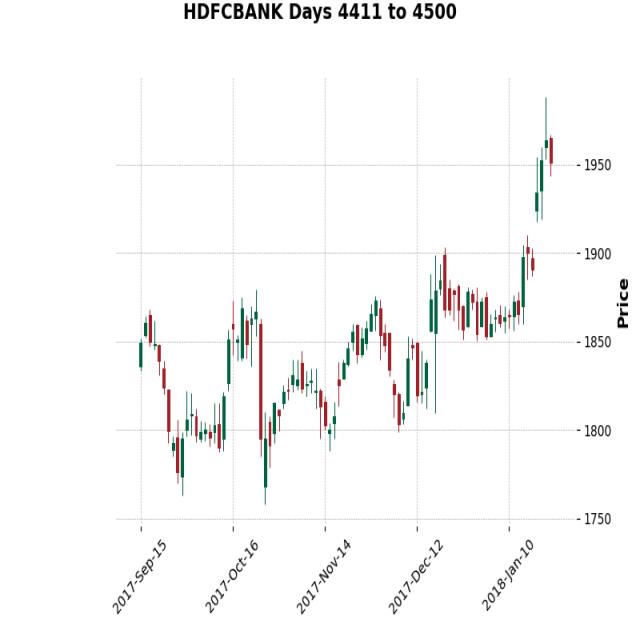 HDFCBANK Days 4411 to 4500
1950
1900
1850
1800
1750
Price
2017-Sep-15
2017-Oct-16
2017-Nov-14
2017-Dec-12
2018-Jan-10